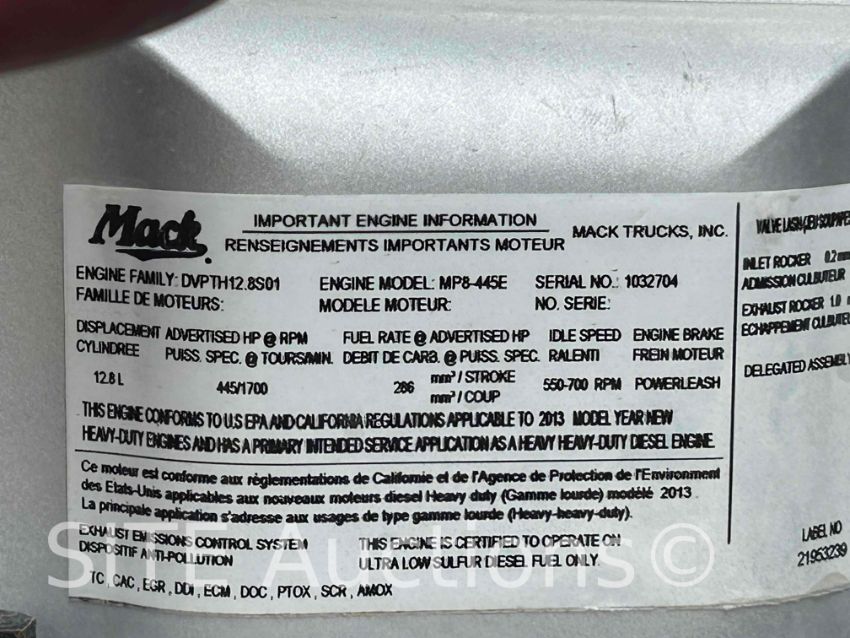 Mack
IMPORTANT ENGINE INFORMATION
RENSEIGNEMENTS IMPORTANTS MOTEUR
MACK TRUCKS, INC.
ENGINE FAMILY: DVPTH12.8S01 ENGINE MODEL: MP8-445E SERIAL NO.: 1032704
FAMILLE DE MOTEURS: MODELE MOTEUR: NO. SERIE:
DISPLACEMENT ADVERTISED HP @ RPM FUEL RATE @ ADVERTISED HP IDLE SPEED ENGINE BRAKE
CYLINDREE PUISS. SPEC. @ TOURS/MIN. DEBIT DE CARB. @ PUISS. SPEC. RALENTI FREIN MOTEUR
12.8 L 445/1700 286 mm³ / STROKE 550-700 RPM POWERLEASH
mm³ / COUP
THIS ENGINE CONFORMS TO U.S EPA AND CALIFORNIA REGULATIONS APPLICABLE TO 2013 MODEL YEAR NEW
HEAVY-DUTY ENGINES AND HAS A PRIMARY INTENDED SERVICE APPLICATION AS A HEAVY HEAVY-DUTY DIESEL ENGINE.
Ce moteur est conforme aux règlementations de Californie et de l'Agence de Protection de l'Environment
des Etats-Unis applicables aux nouveaux moteurs diesel Heavy duty (Gamme lourde) modélé 2013.
La principale application s'adresse aux usages de type gamme lourde (Heavy-heavy-duty).
EXHAUST EMISSIONS CONTROL SYSTEM THIS ENGINE IS CERTIFIED TO OPERATE ON
DISPOSITIF ANTI-POLLUTION ULTRA LOW SULFUR DIESEL FUEL ONLY.
TC , CAC, EGR , DDI , ECM , DOC , PTOX , SCR , AMOX
VALVE LASH
INLET ROCKER
ADMISSION CULBUTEUR
EXHAUST ROCKER 1.0
ECHAPPEMENT
DELEGATED ASSEMBLY
LABEL NO
21953239
SITE Auctions©